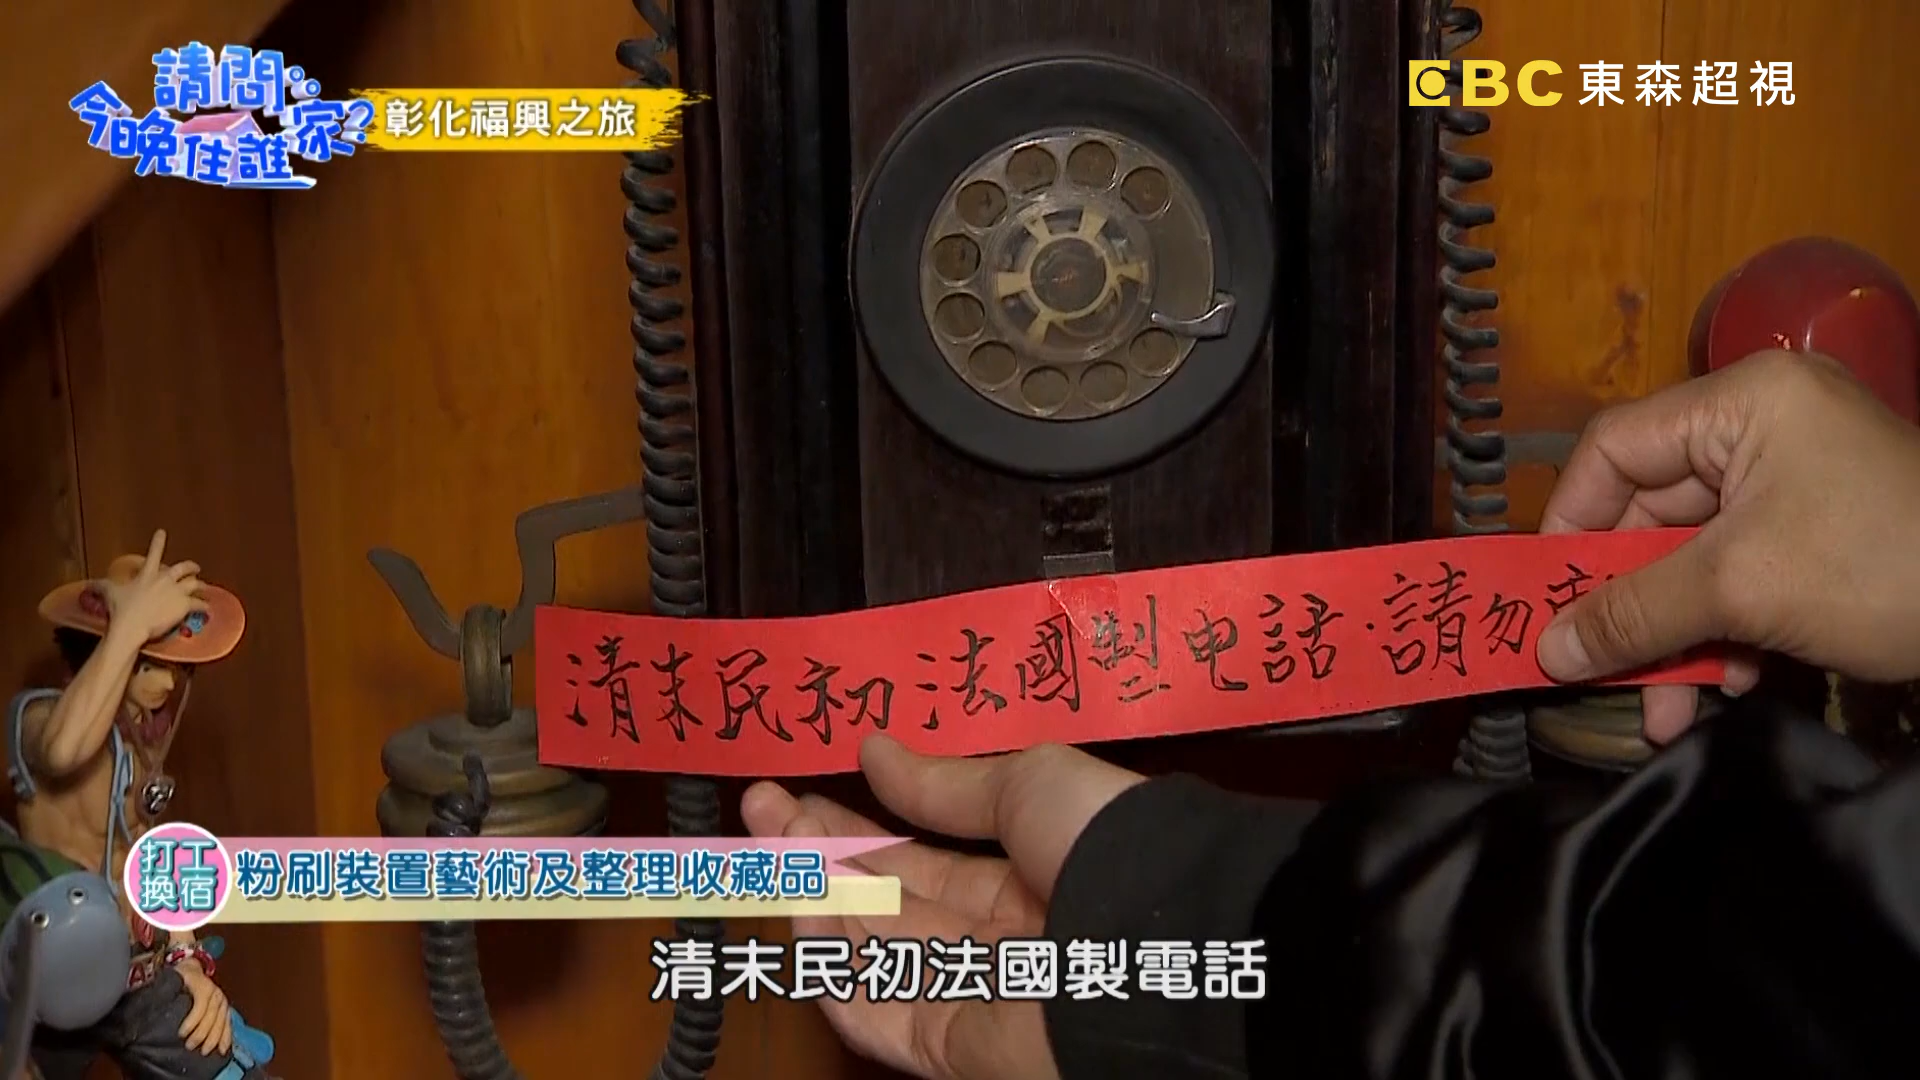 請問
今晚住誰家?
彰化福興之旅
EBC 東森超視
清末民初法國製电話·請勿
打工換宿
粉刷裝置藝術及整理收藏品
清末民初法國製電話